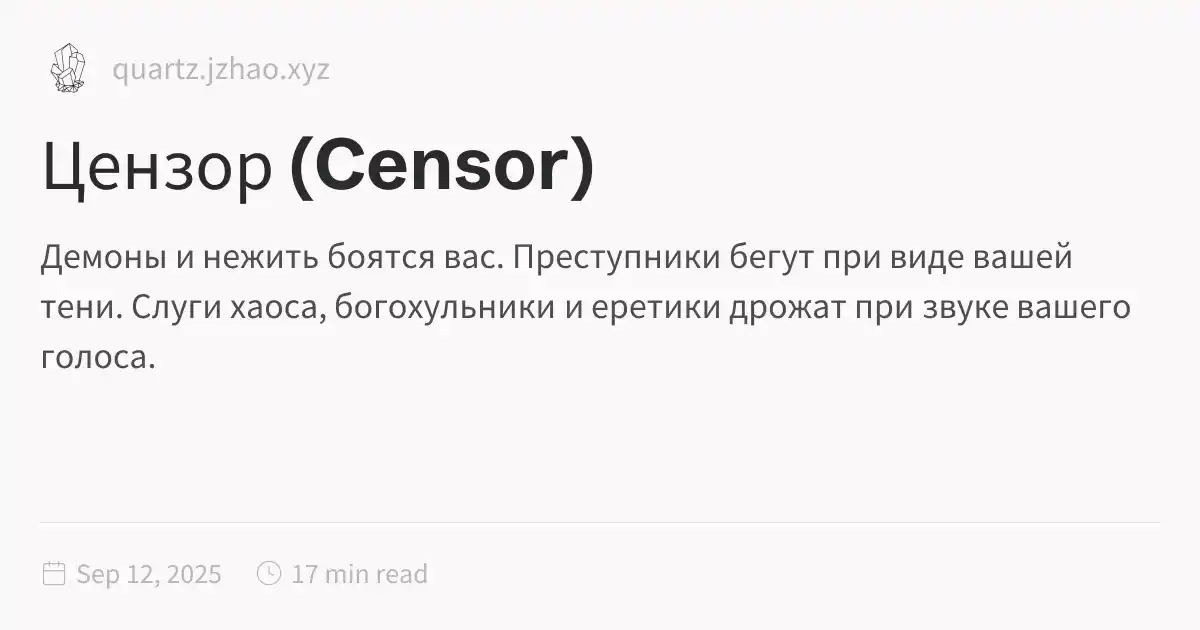 quartz.jzhao.xyz
Цензор (Censor)
Демоны и нежить боятся вас. Преступники бегут при виде вашей
тени. Слуги хаоса, богохульники и еретики дрожат при звуке вашего
голоса.
Sep 12, 2025 17 min read